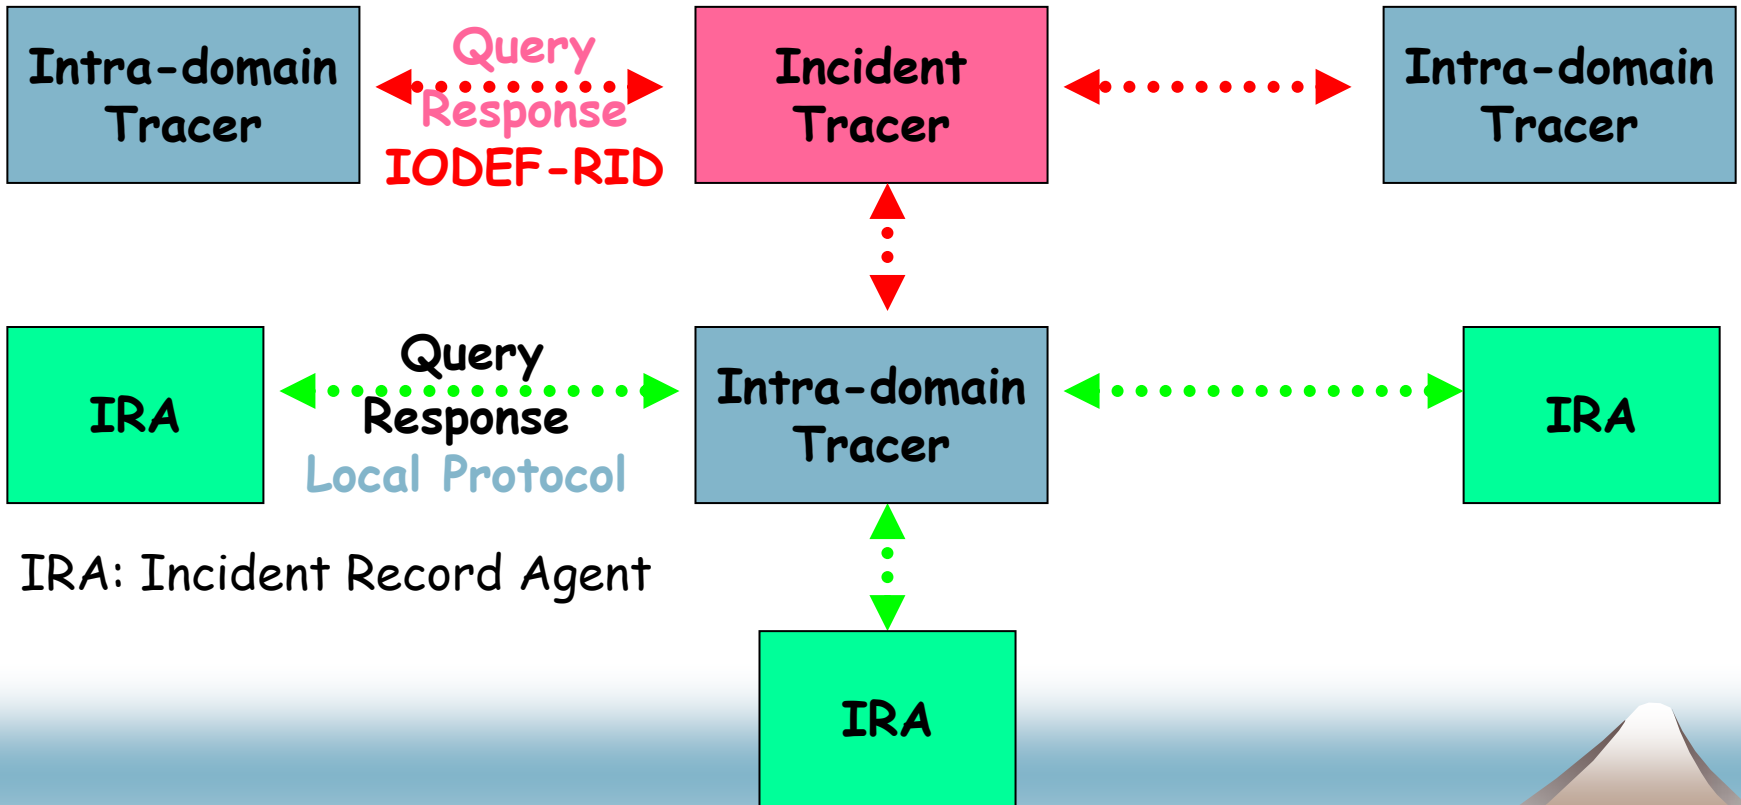 Intra-domain
Tracer
Query
Response
IODEF-RID
Incident
Tracer
Intra-domain
Tracer
IRA
Query
Response
Local Protocol
Intra-domain
Tracer
IRA
IRA: Incident Record Agent
IRA